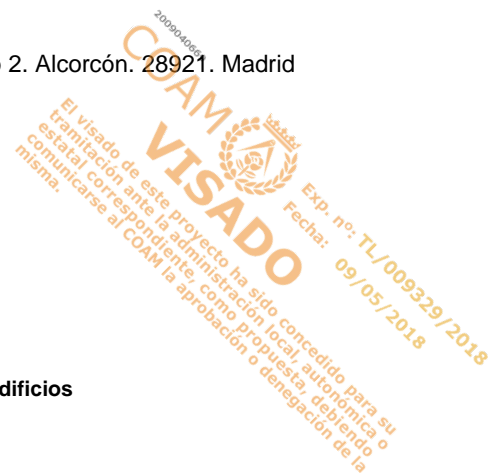 2009040669
2. Alcorcón. 28921. Madrid
COAM
VISADO
Exp. nº: TL/009329/2018
Fecha: 09/05/2018
El visado de este proyecto ha sido concedido para su
tramitación ante la administración local, autonómica o
estatal correspondiente, como propuesta, debiendo
comunicarse al COAM la aprobación o denegación de la
misma.
dificios